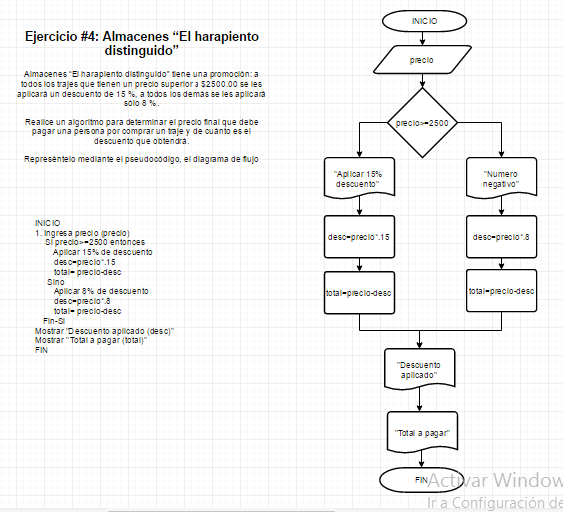 Ejercicio #4: Almacenes “El harapiento
distinguido”
Almacenes “El harapiento distinguido” tiene una promoción: a
todos los trajes que tienen un precio superior a $2500.00 se les
aplicará un descuento de 15 %, a todos los demás se les aplicará
sólo 8 %.
Realice un algoritmo para determinar el precio final que debe
pagar una persona por comprar un traje y de cuánto es el
descuento que obtendrá.
Represéntelo mediante el pseudocódigo, el diagrama de flujo
INICIO
1. Ingresa precio (precio)
Si precio>=2500 entonces
Aplicar 15% de descuento
desc=precio*.15
total= precio-desc
Sino
Aplicar 8% de descuento
desc=precio*.8
total= precio-desc
Fin-Si
Mostrar "Descuento aplicado (desc)"
Mostrar "Total a pagar (total)"
FIN
INICIO
precio
precio>=2500
"Aplicar 15%
descuento"
"Numero
negativo"
desc=precio*.15
desc=precio*.8
total=precio-desc
total=precio-desc
"Descuento
aplicado"
"Total a pagar"
FIN
Activar Window
Ir a Configuración de